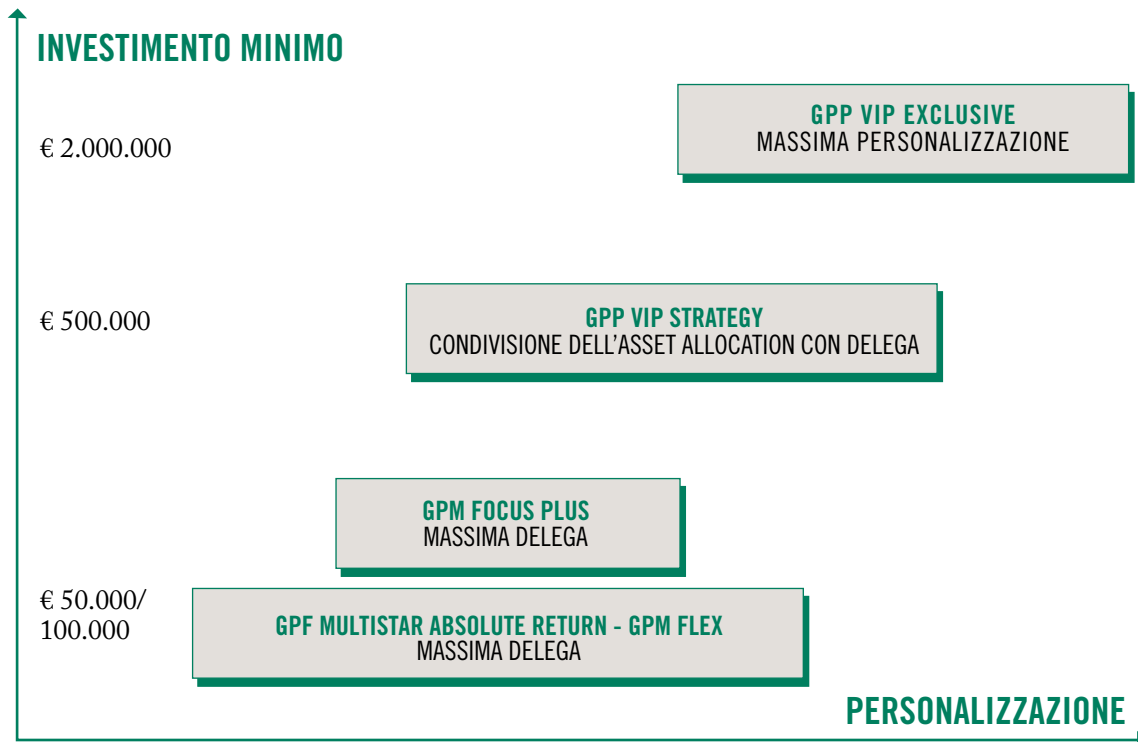 INVESTIMENTO MINIMO
€ 2.000.000
GPP VIP EXCLUSIVE
MASSIMA PERSONALIZZAZIONE
€ 500.000
GPP VIP STRATEGY
CONDIVISIONE DELL’ASSET ALLOCATION CON DELEGA
GPM FOCUS PLUS
MASSIMA DELEGA
€ 50.000/
100.000
GPF MULTISTAR ABSOLUTE RETURN - GPM FLEX
MASSIMA DELEGA
PERSONALIZZAZIONE